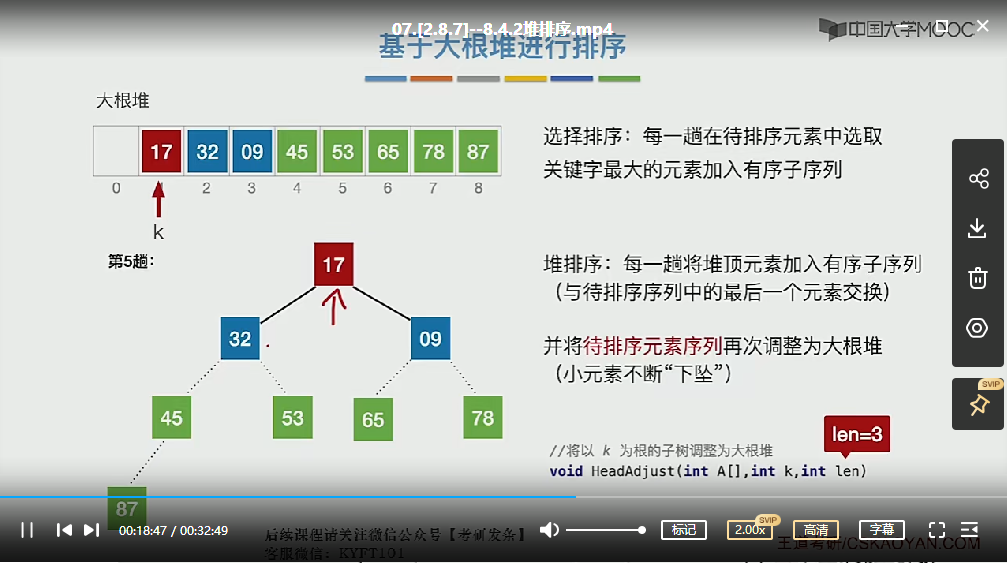 07.[2.8.7]--8.4.2堆排序.mp4
中国大学MOOC
基于大根堆进行排序
大根堆
17 32 09 45 53 65 78 87
0 1 2 3 4 5 6 7 8
k
选择排序：每一趟在待排序元素中选取
关键字最大的元素加入有序子序列
第5趟：
17
32 09
45 53 65 78
87
堆排序：每一趟将堆顶元素加入有序子序列
（与待排序序列中的最后一个元素交换）
并将待排序元素序列再次调整为大根堆
（小元素不断“下坠”）
len=3
//将以 k 为根的子树调整为大根堆
void HeadAdjust(int A[],int k,int len)
SVIP
00:18:47 / 00:32:49
标记
2.00x
SVIP
高清
字幕
后续课程请关注微信公众号【考研发条】
客服微信：KYFT101
王道考研/CSKAOYAN.COM